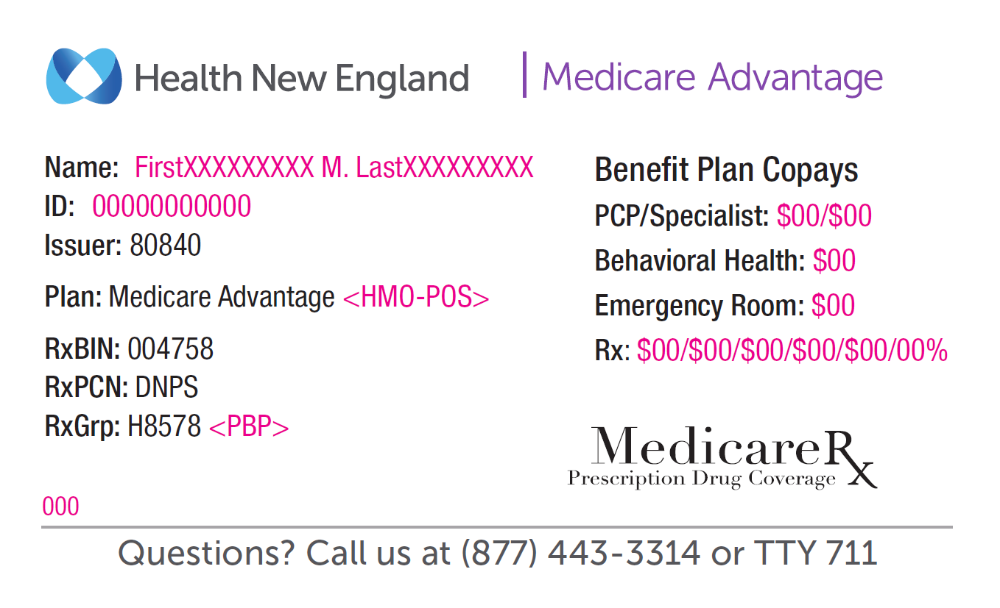 Health New England | Medicare Advantage
Name: FirstXXXXXXXXX M. LastXXXXXXXXX
ID: 00000000000
Issuer: 80840
Plan: Medicare Advantage <HMO-POS>
RxBIN: 004758
RxPCN: DNPS
RxGrp: H8578 <PBP>
000
Benefit Plan Copays
PCP/Specialist: $00/$00
Behavioral Health: $00
Emergency Room: $00
Rx: $00/$00/$00/$00/$00/00%
MedicareRx
Prescription Drug Coverage
Questions? Call us at (877) 443-3314 or TTY 711